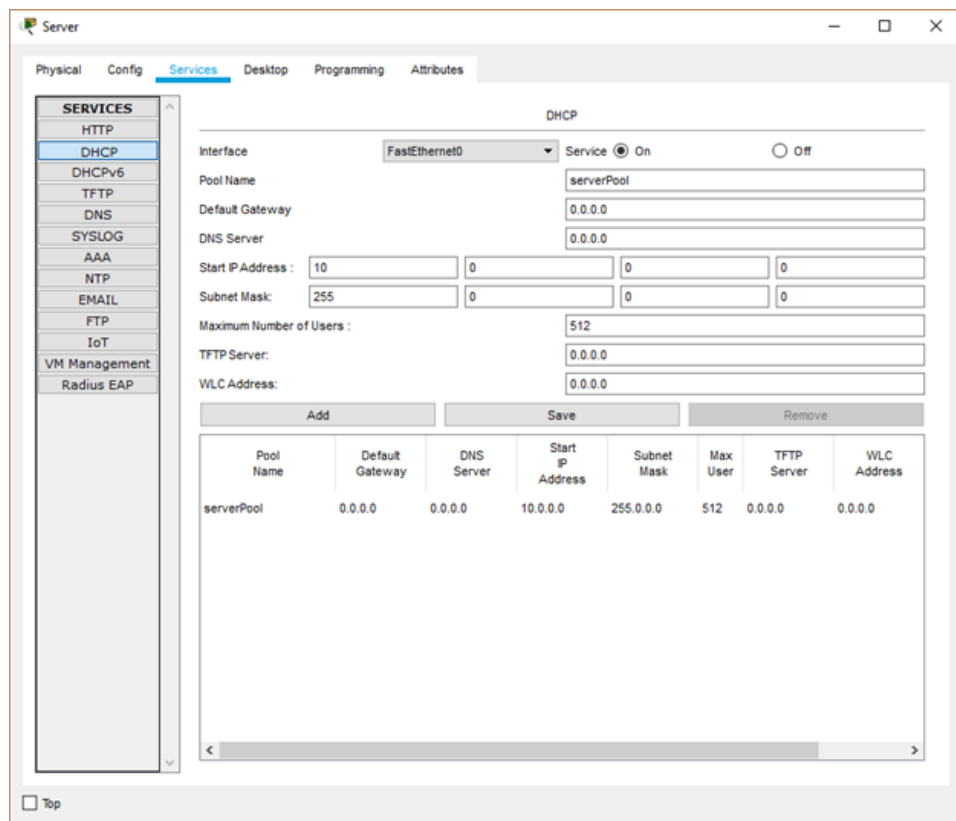 Server
Physical Config Services Desktop Programming Attributes
SERVICES
HTTP
DHCP
DHCPv6
TFTP
DNS
SYSLOG
AAA
NTP
EMAIL
FTP
IoT
VM Management
Radius EAP
DHCP
Interface FastEthernet0 Service On Off
Pool Name serverPool
Default Gateway 0.0.0.0
DNS Server 0.0.0.0
Start IP Address : 10 0 0 0
Subnet Mask: 255 0 0 0
Maximum Number of Users : 512
TFTP Server: 0.0.0.0
WLC Address: 0.0.0.0
Add Save Remove
Pool Name Default Gateway DNS Server Start IP Address Subnet Mask Max User TFTP Server WLC Address
serverPool 0.0.0.0 0.0.0.0 10.0.0.0 255.0.0.0 512 0.0.0.0 0.0.0.0
Top